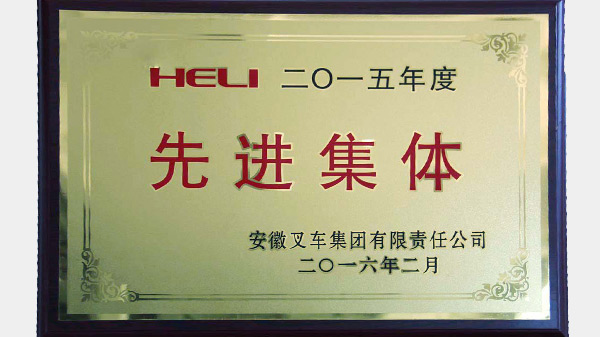 HELI 二〇一五年度
先进集体
安徽叉车集团有限责任公司
二〇一六年二月